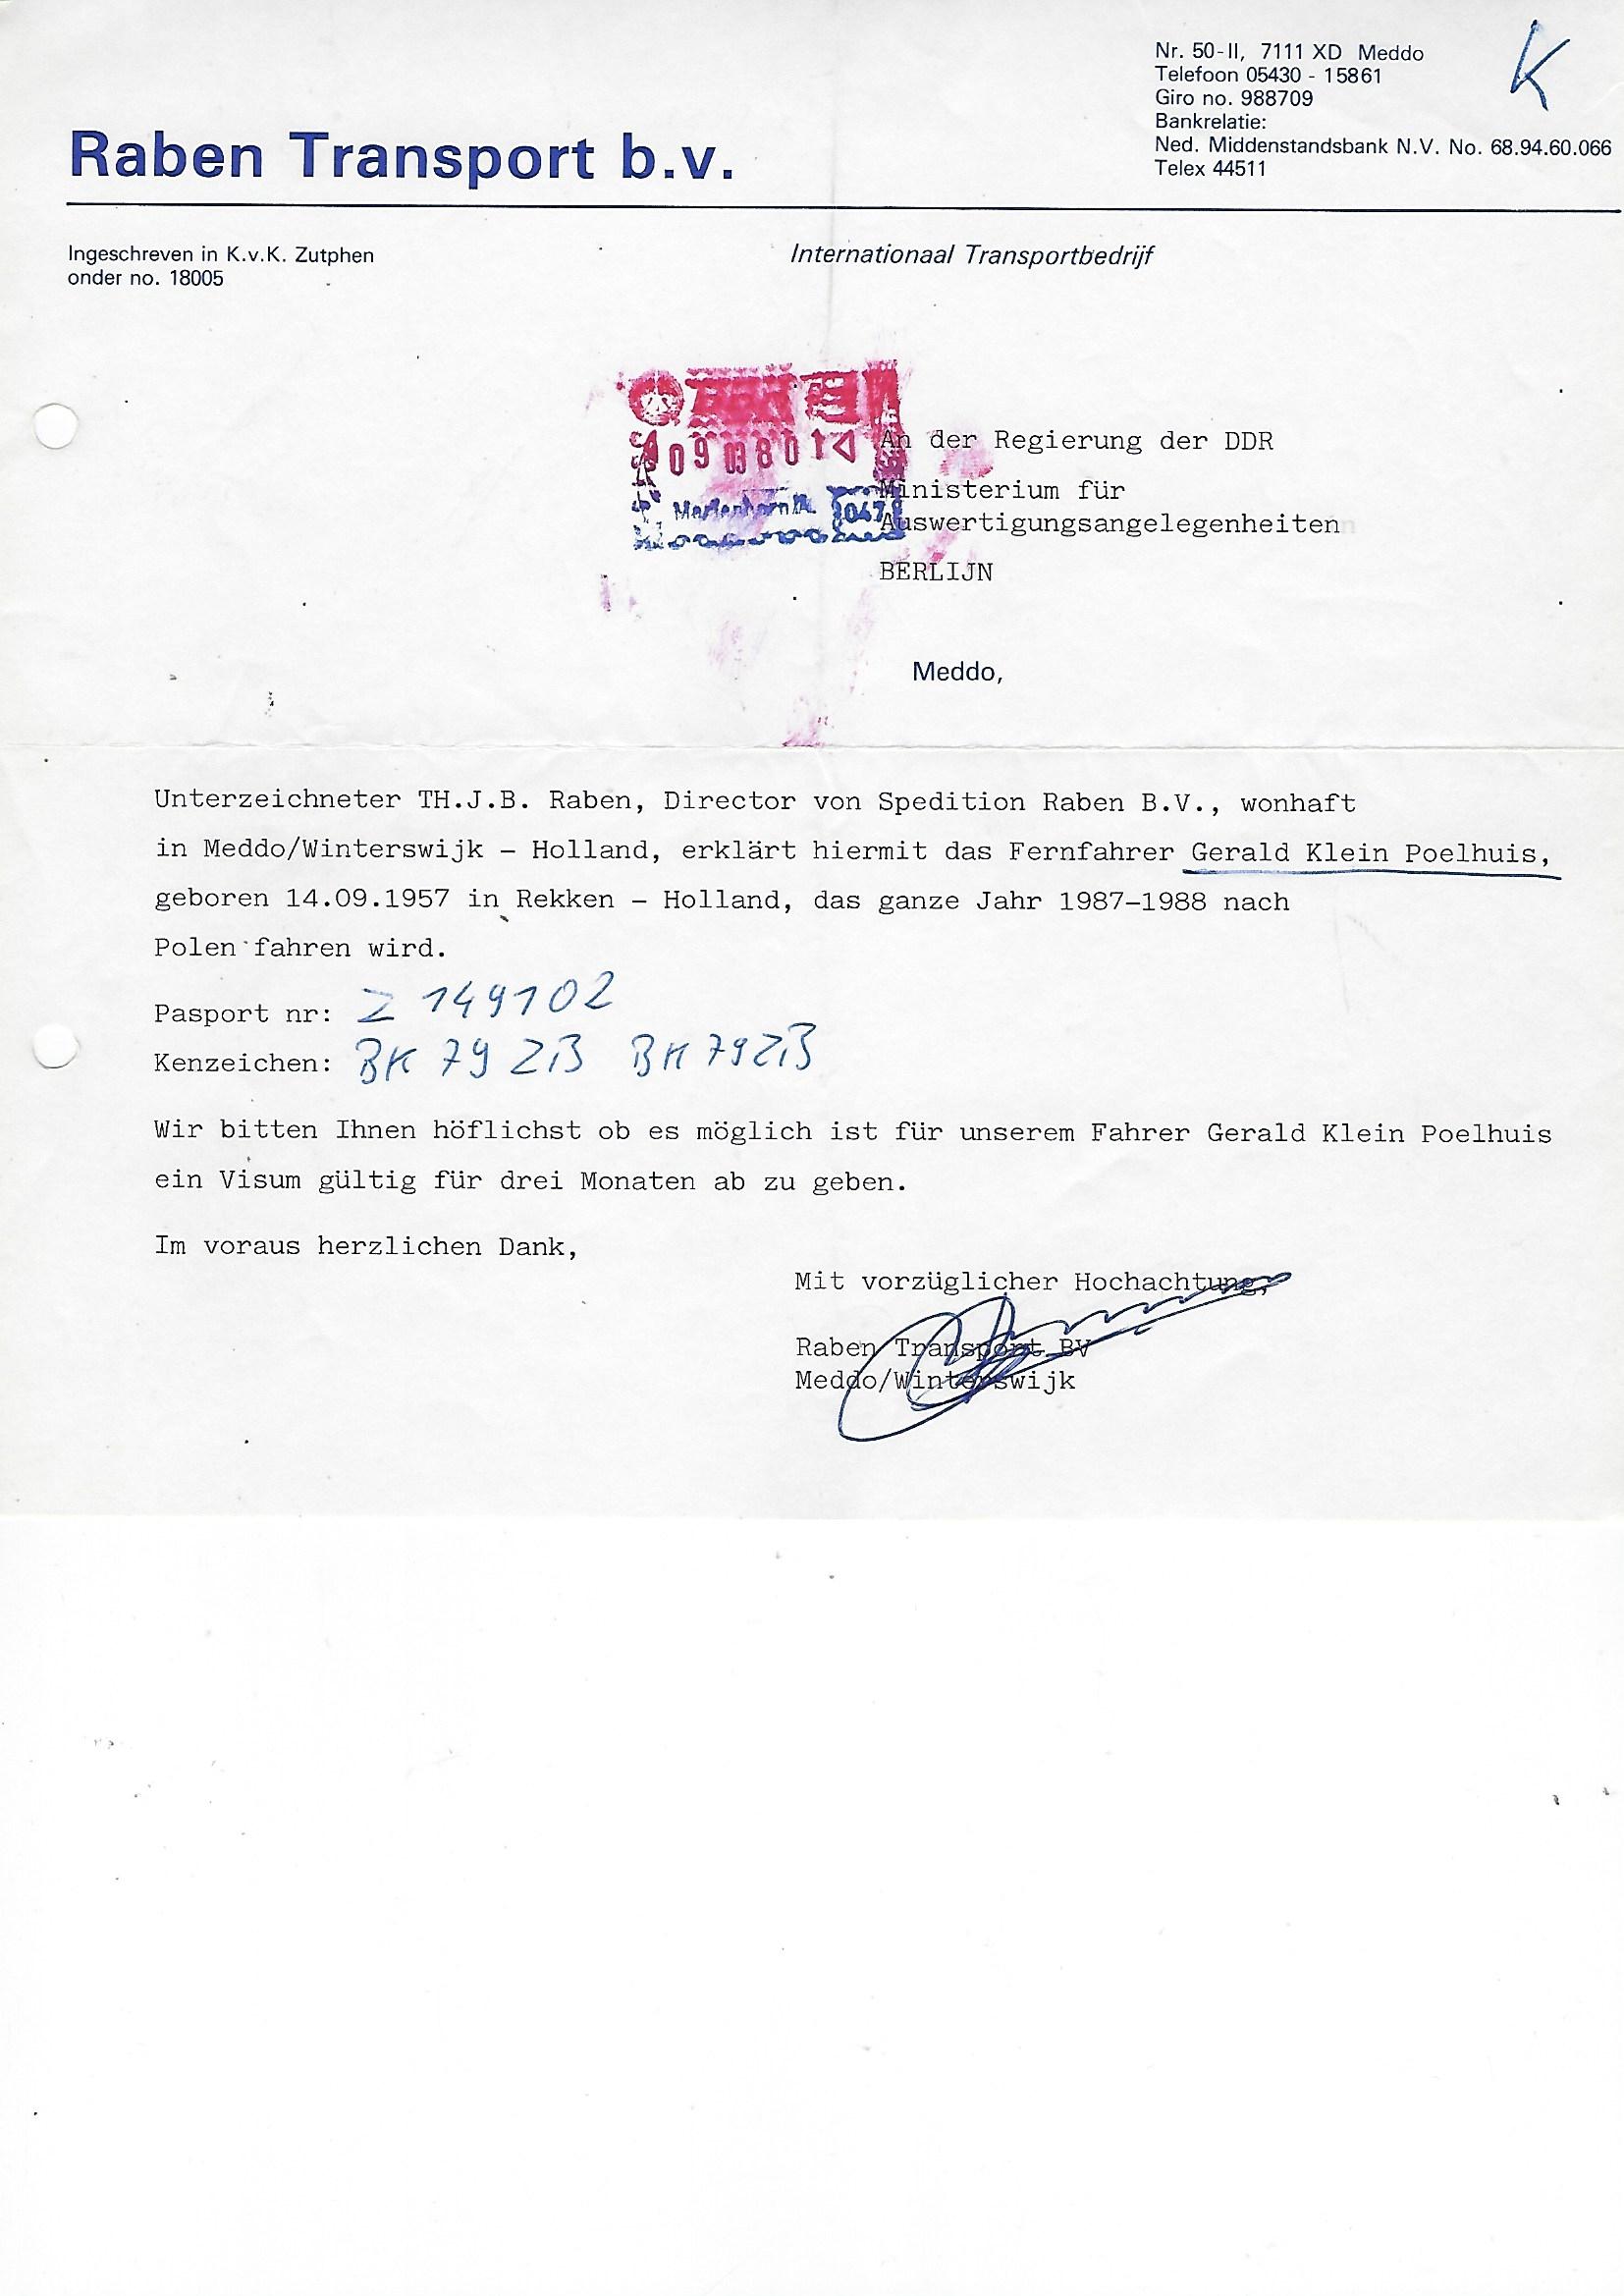 Nr. 50-II, 7111 XD Meddo
Telefoon 05430 - 15861
Giro no. 988709
Bankrelatie:
Ned. Middenstandsbank N.V. No. 68.94.60.066
Telex 44511
K
Raben Transport b.v.
Ingeschreven in K.v.K. Zutphen
onder no. 18005
Internationaal Transportbedrijf
An der Regierung der DDR
Ministerium für
Auswertigungsangelegenheiten
BERLIJN
047
Meddo,
Unterzeichneter TH.J.B. Raben, Director von Spedition Raben B.V., wonhaft
in Meddo/Winterswijk – Holland, erklärt hiermit das Fernfahrer Gerald Klein Poelhuis,
geboren 14.09.1957 in Rekken – Holland, das ganze Jahr 1987–1988 nach
Polen fahren wird.
Pasport nr: Z 149102
Kenzeichen: BK 79 ZB BK 79 ZB
Wir bitten Ihnen höflichst ob es möglich ist für unserem Fahrer Gerald Klein Poelhuis
ein Visum gültig für drei Monaten ab zu geben.
Im voraus herzlichen Dank,
Mit vorzüglicher Hochachtung,
Raben Transport BV
Meddo/Winterswijk